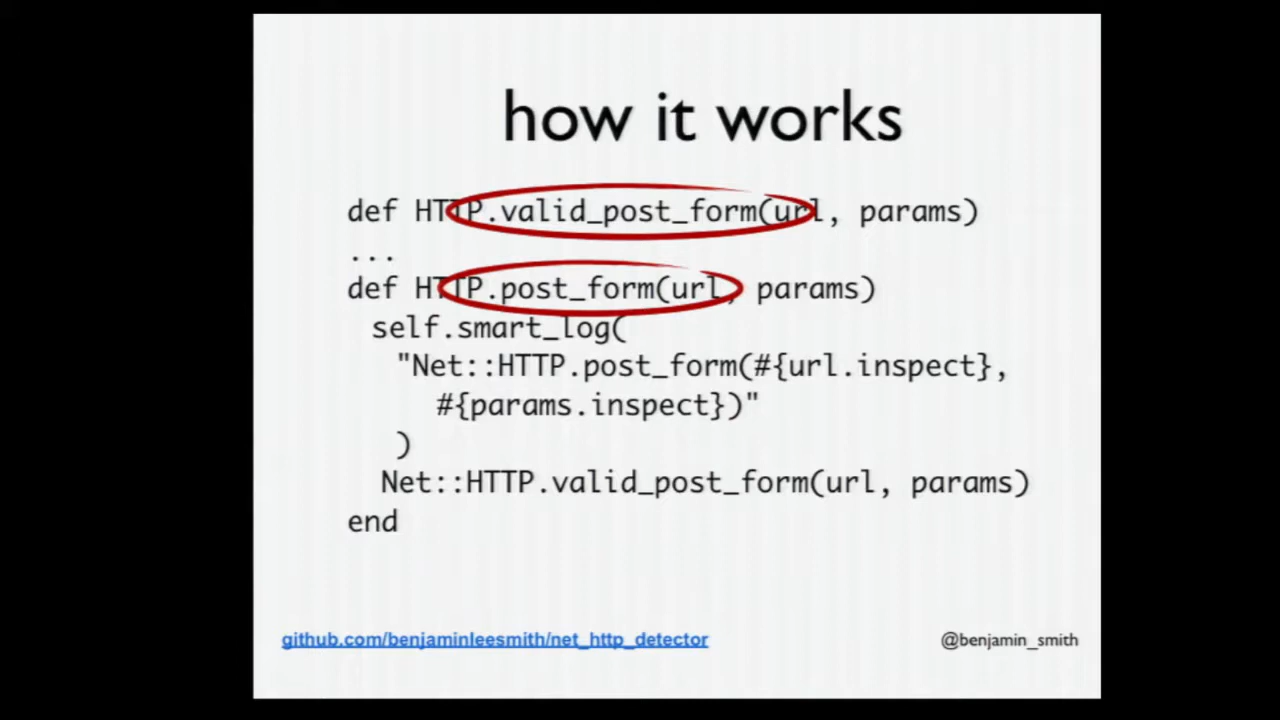 how it works
def HTTP.valid_post_form(url, params)
...
def HTTP.post_form(url, params)
self.smart_log(
"Net::HTTP.post_form(#{url.inspect},
#{params.inspect})"
)
Net::HTTP.valid_post_form(url, params)
end
github.com/benjaminleesmith/net_http_detector
@benjamin_smith